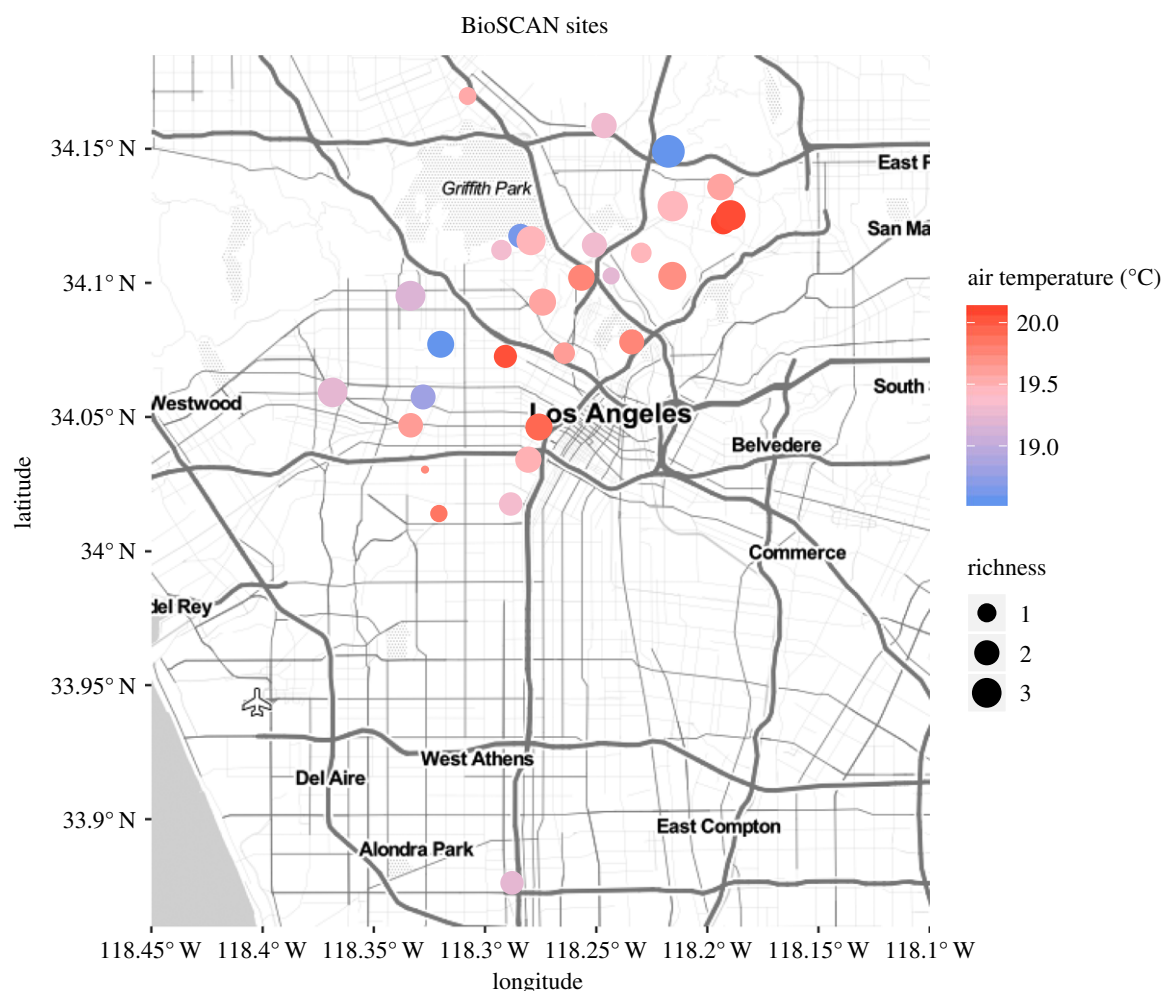 BioSCAN sites
34.15° N
34.1° N
34.05° N
34° N
33.95° N
33.9° N
latitude
118.45° W
118.4° W
118.35° W
118.3° W
118.25° W
118.2° W
118.15° W
118.1° W
longitude
Griffith Park
East F
San Ma
Westwood
Los Angeles
South
Belvedere
Commerce
del Rey
West Athens
Del Aire
East Compton
Alondra Park
air temperature (°C)
20.0
19.5
19.0
richness
1
2
3